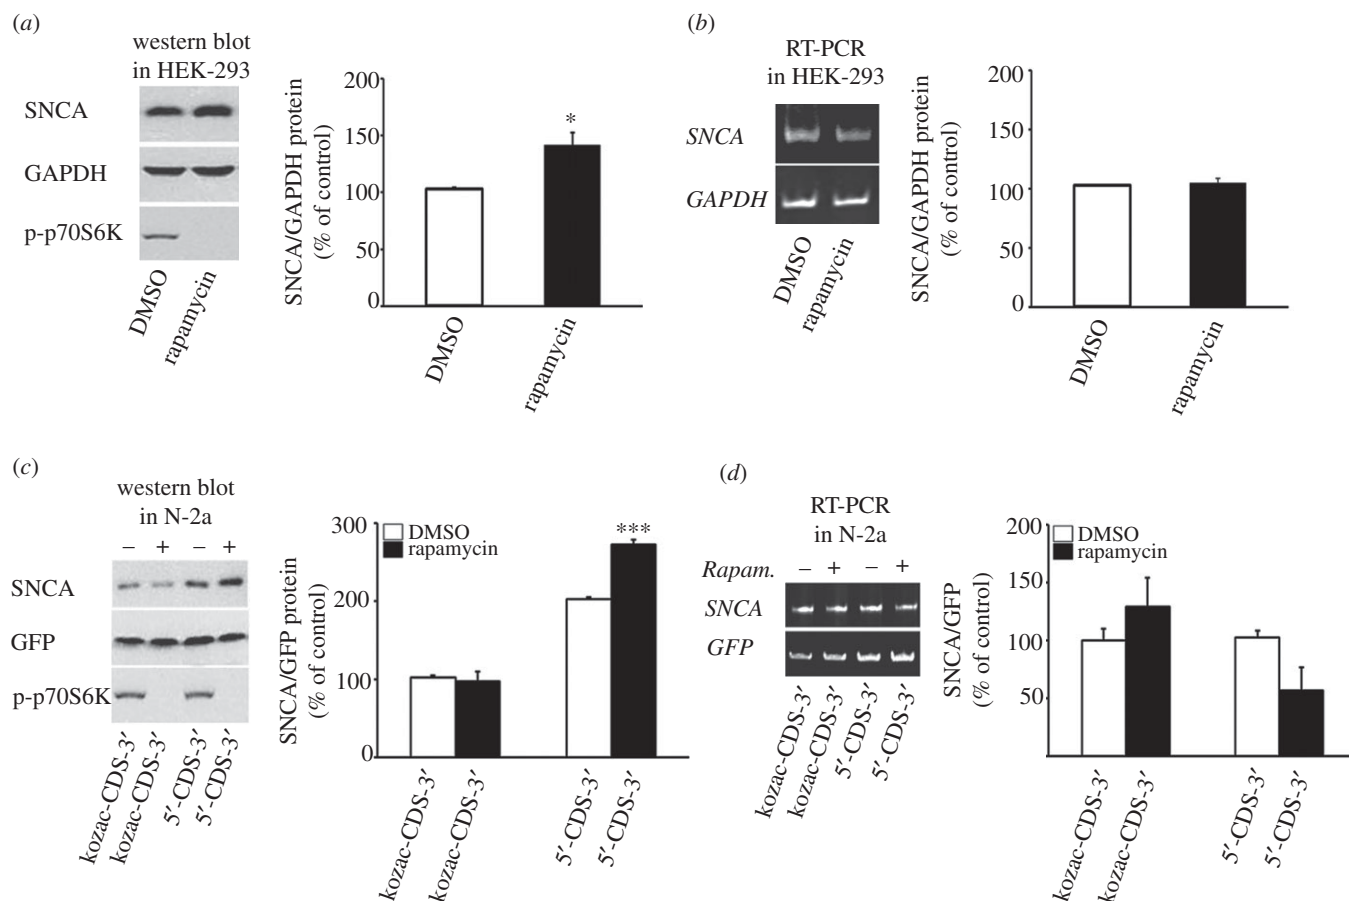 (a)
western blot
in HEK-293
SNCA
GAPDH
p-p70S6K
DMSO
rapamycin
SNCA/GAPDH protein
(% of control)
200
150
100
50
0
*
DMSO
rapamycin
(b)
RT-PCR
in HEK-293
SNCA
GAPDH
DMSO
rapamycin
SNCA/GAPDH protein
(% of control)
200
150
100
50
0
DMSO
rapamycin
(c)
western blot
in N-2a
– + – +
SNCA
GFP
p-p70S6K
kozac-CDS-3′
kozac-CDS-3′
5′-CDS-3′
5′-CDS-3′
SNCA/GFP protein
(% of control)
300
200
100
0
DMSO
rapamycin
***
kozac-CDS-3′
kozac-CDS-3′
5′-CDS-3′
5′-CDS-3′
(d)
RT-PCR
in N-2a
Rapam. – + – +
SNCA
GFP
kozac-CDS-3′
kozac-CDS-3′
5′-CDS-3′
5′-CDS-3′
SNCA/GFP
(% of control)
200
150
100
50
DMSO
rapamycin
kozac-CDS-3′
kozac-CDS-3′
5′-CDS-3′
5′-CDS-3′